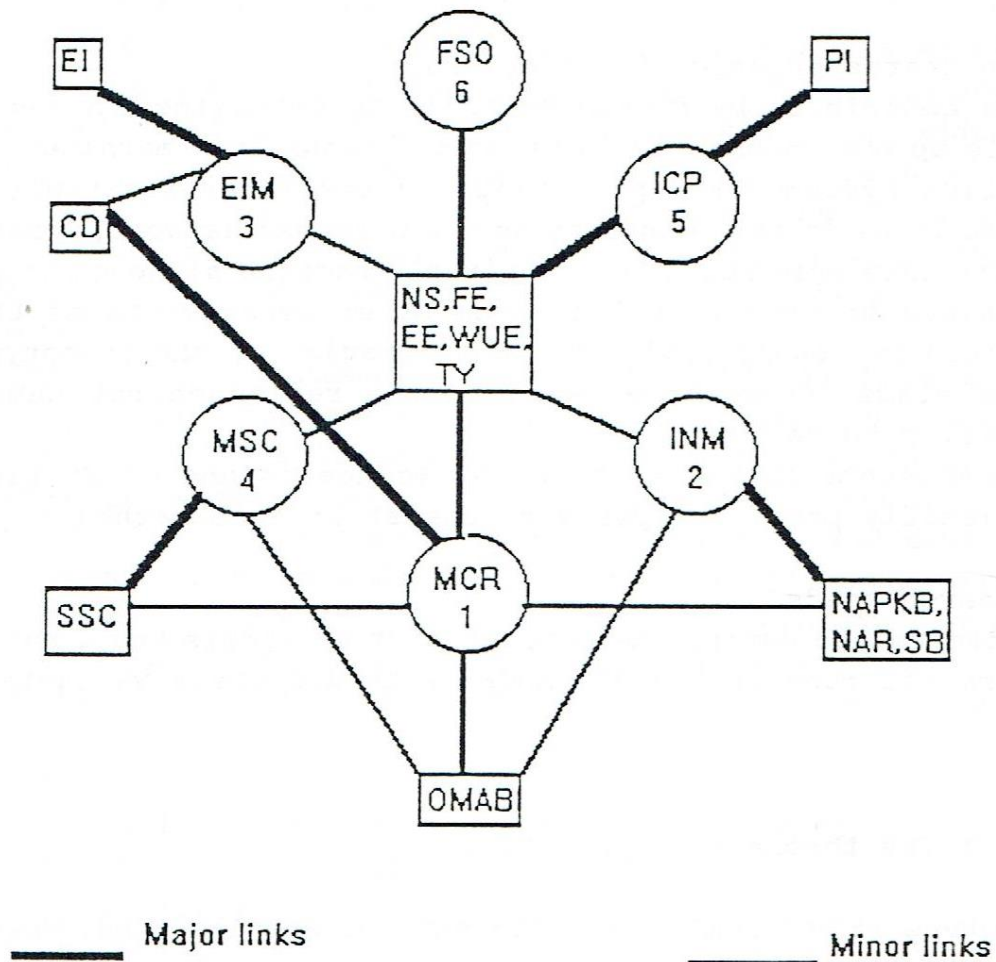 EI
FSO
6
PI
EIM
3
ICP
5
CD
NS,FE,
EE,WUE,
TY
MSC
4
INM
2
MCR
1
SSC
NAPKB,
NAR,SB
OMAB
Major links
Minor links